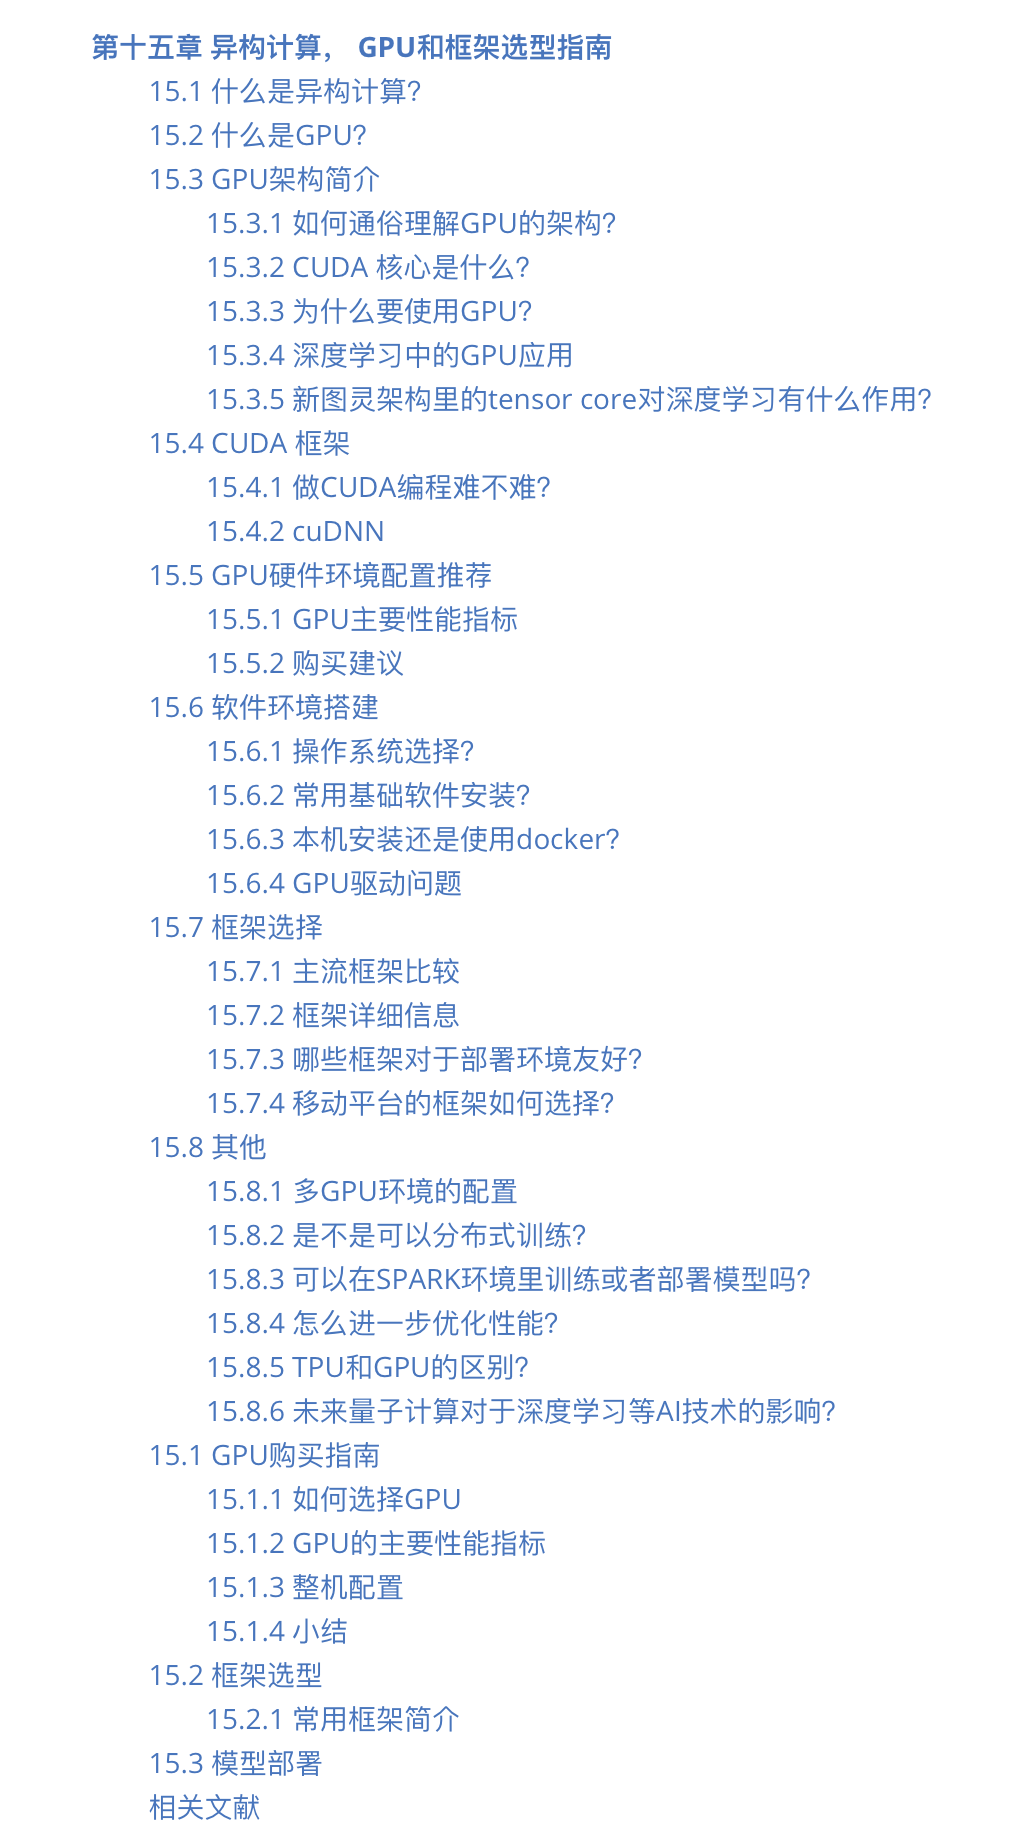 第十五章 异构计算， GPU和框架选型指南
15.1 什么是异构计算？
15.2 什么是GPU？
15.3 GPU架构简介
15.3.1 如何通俗理解GPU的架构？
15.3.2 CUDA 核心是什么？
15.3.3 为什么要使用GPU？
15.3.4 深度学习中的GPU应用
15.3.5 新图灵架构里的tensor core对深度学习有什么作用？
15.4 CUDA 框架
15.4.1 做CUDA编程难不难？
15.4.2 cuDNN
15.5 GPU硬件环境配置推荐
15.5.1 GPU主要性能指标
15.5.2 购买建议
15.6 软件环境搭建
15.6.1 操作系统选择？
15.6.2 常用基础软件安装？
15.6.3 本机安装还是使用docker？
15.6.4 GPU驱动问题
15.7 框架选择
15.7.1 主流框架比较
15.7.2 框架详细信息
15.7.3 哪些框架对于部署环境友好？
15.7.4 移动平台的框架如何选择？
15.8 其他
15.8.1 多GPU环境的配置
15.8.2 是不是可以分布式训练？
15.8.3 可以在SPARK环境里训练或者部署模型吗？
15.8.4 怎么进一步优化性能？
15.8.5 TPU和GPU的区别？
15.8.6 未来量子计算对于深度学习等AI技术的影响？
15.1 GPU购买指南
15.1.1 如何选择GPU
15.1.2 GPU的主要性能指标
15.1.3 整机配置
15.1.4 小结
15.2 框架选型
15.2.1 常用框架简介
15.3 模型部署
相关文献